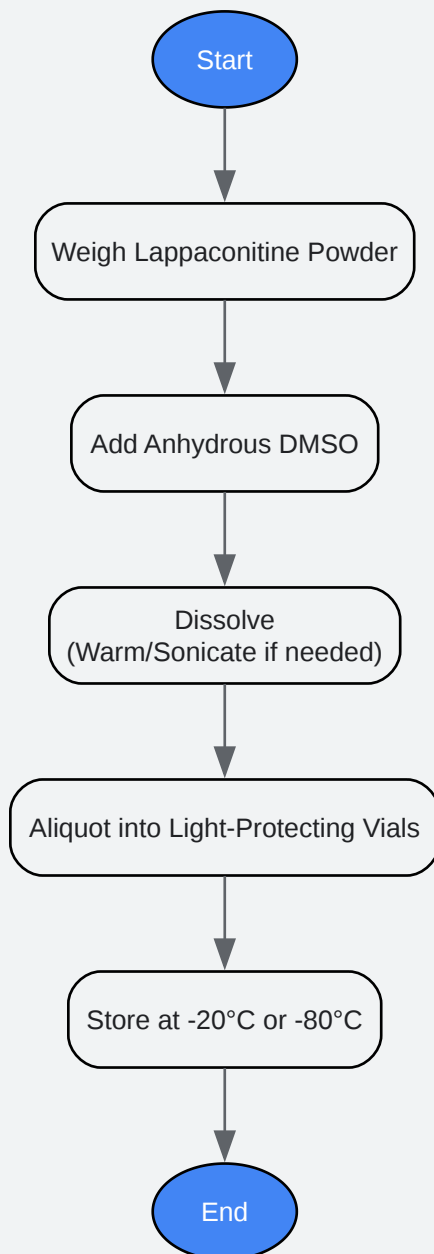 Start
Weigh Lappaconitine Powder
Add Anhydrous DMSO
Dissolve
(Warm/Sonicate if needed)
Aliquot into Light-Protecting Vials
Store at -20°C or -80°C
End